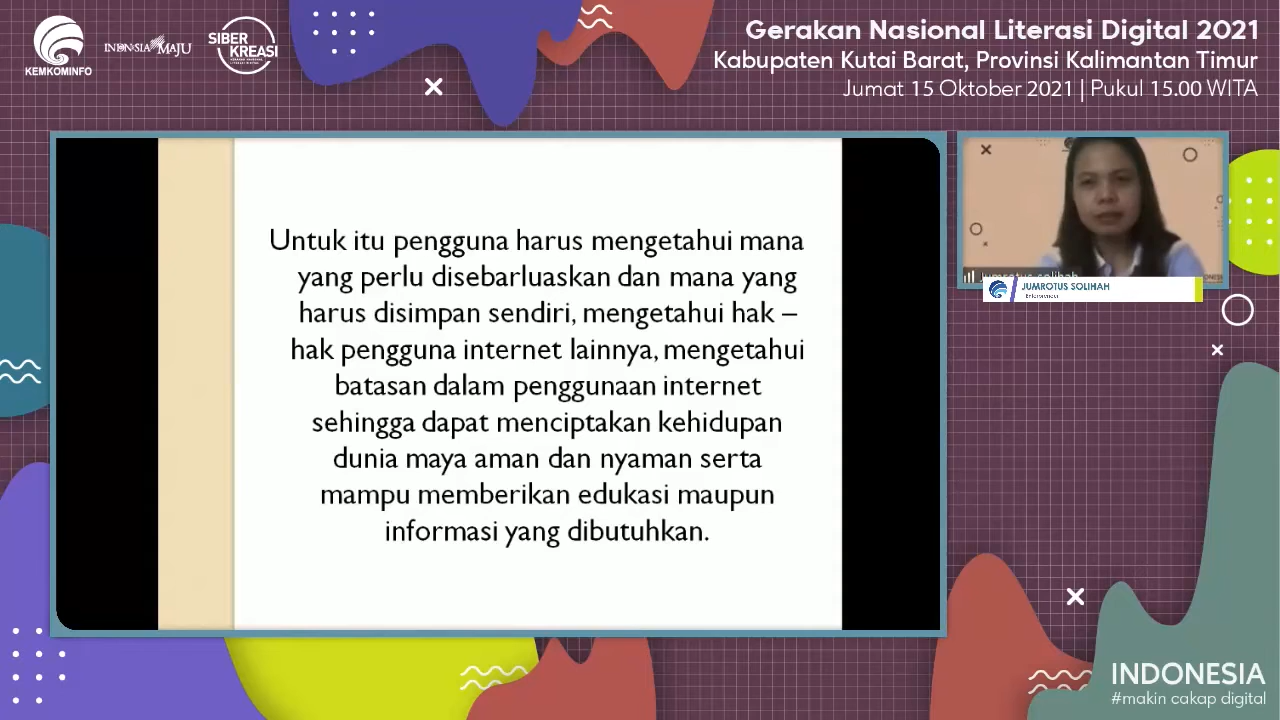 KEMKOMINFO
INDONESIA MAJU
SIBER
KREASI
Gerakan Nasional Literasi Digital 2021
Kabupaten Kutai Barat, Provinsi Kalimantan Timur
Jumat 15 Oktober 2021 | Pukul 15.00 WITA
Untuk itu pengguna harus mengetahui mana
yang perlu disebarluaskan dan mana yang
harus disimpan sendiri, mengetahui hak –
hak pengguna internet lainnya, mengetahui
batasan dalam penggunaan internet
sehingga dapat menciptakan kehidupan
dunia maya aman dan nyaman serta
mampu memberikan edukasi maupun
informasi yang dibutuhkan.
jumrotus solihah
JUMROTUS SOLIHAH
INDONESIA
#makin cakap digital